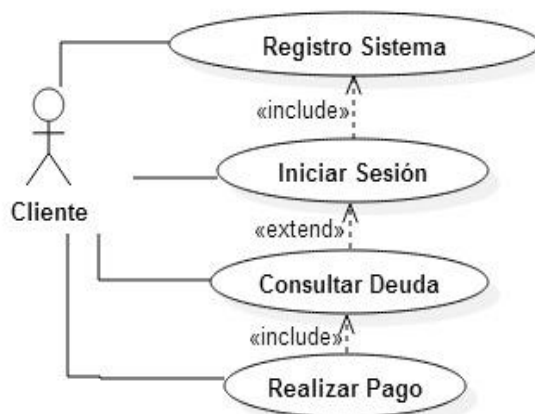 Registro Sistema
«include»
Iniciar Sesión
Cliente
«extend»
Consultar Deuda
«include»
Realizar Pago